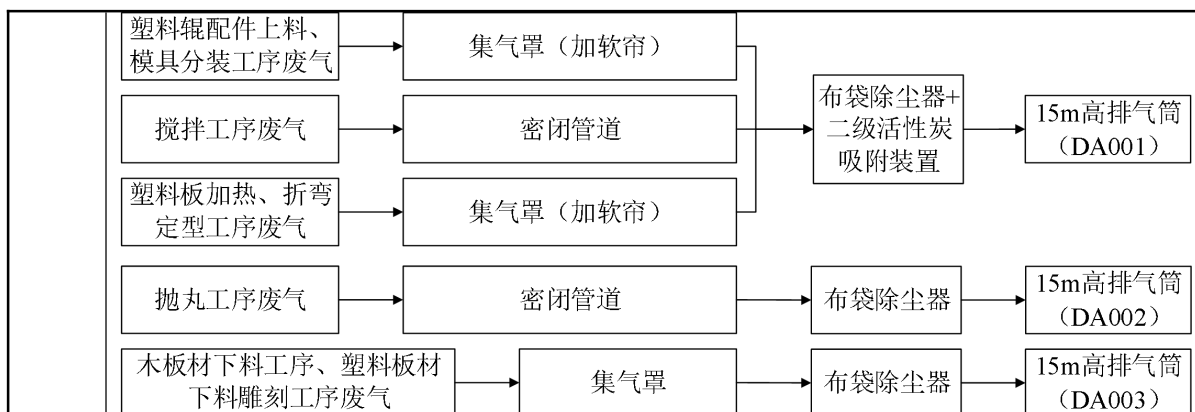 塑料辊配件上料、
模具分装工序废气
集气罩（加软帘）
搅拌工序废气
密闭管道
塑料板加热、折弯
定型工序废气
集气罩（加软帘）
布袋除尘器+
二级活性炭
吸附装置
15m高排气筒
（DA001）
抛丸工序废气
密闭管道
布袋除尘器
15m高排气筒
（DA002）
木板材下料工序、塑料板材
下料雕刻工序废气
集气罩
布袋除尘器
15m高排气筒
（DA003）